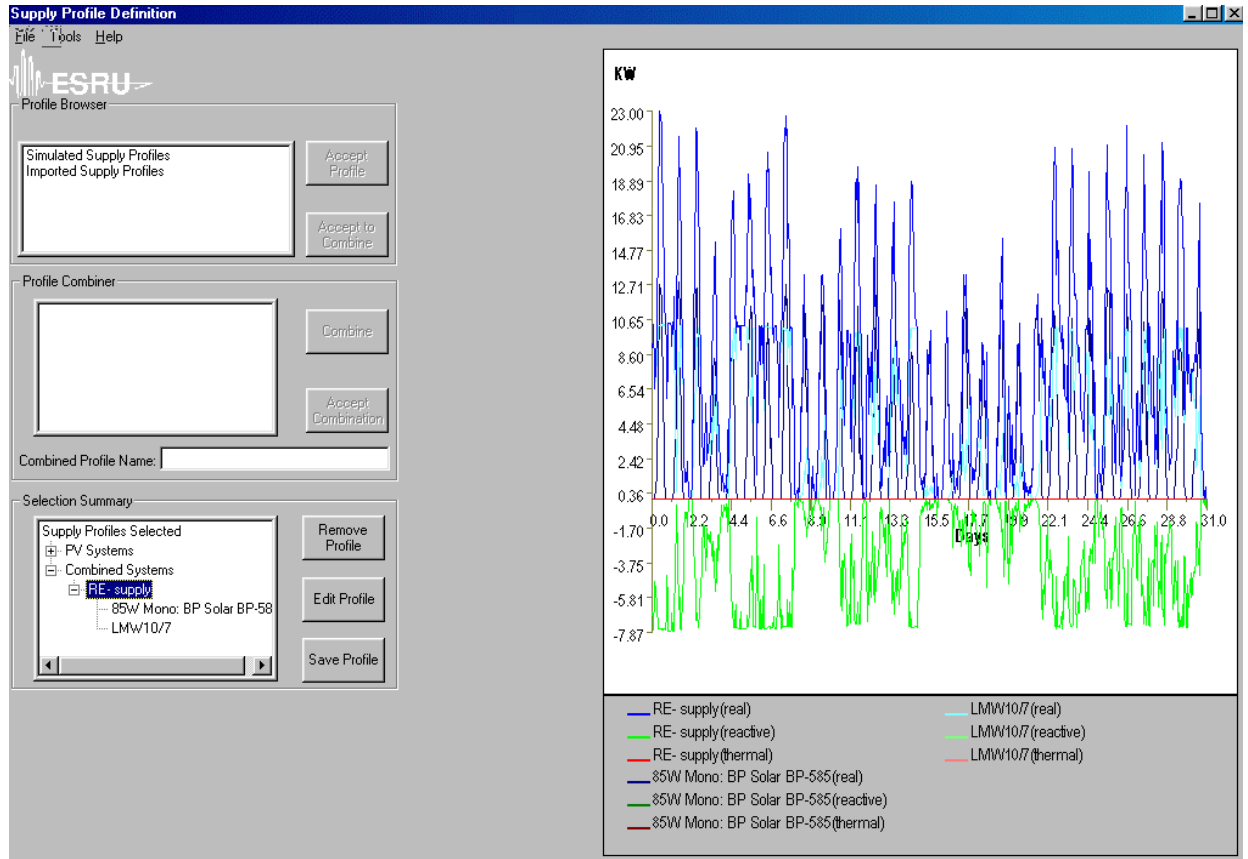 Supply Profile Definition
File Tools Help
ESRU
Profile Browser
Simulated Supply Profiles
Imported Supply Profiles
Accept Profile
Accept to Combine
Profile Combiner
Combine
Accept Combination
Combined Profile Name:
Selection Summary
Supply Profiles Selected
PV Systems
Combined Systems
RE- supply
85W Mono: BP Solar BP-58
LMW10/7
Remove Profile
Edit Profile
Save Profile
KW
23.00
20.95
18.89
16.83
14.77
12.71
10.65
8.60
6.54
4.48
2.42
0.36
-1.70
-3.75
-5.81
-7.87
0.0 2.2 4.4 6.6 8.9 11.1 13.3 15.5 17.7 19.9 22.1 24.4 26.6 28.8 31.0
Days
RE- supply(real)
RE- supply(reactive)
RE- supply(thermal)
85W Mono: BP Solar BP-585(real)
85W Mono: BP Solar BP-585(reactive)
85W Mono: BP Solar BP-585(thermal)
LMW10/7(real)
LMW10/7(reactive)
LMW10/7(thermal)